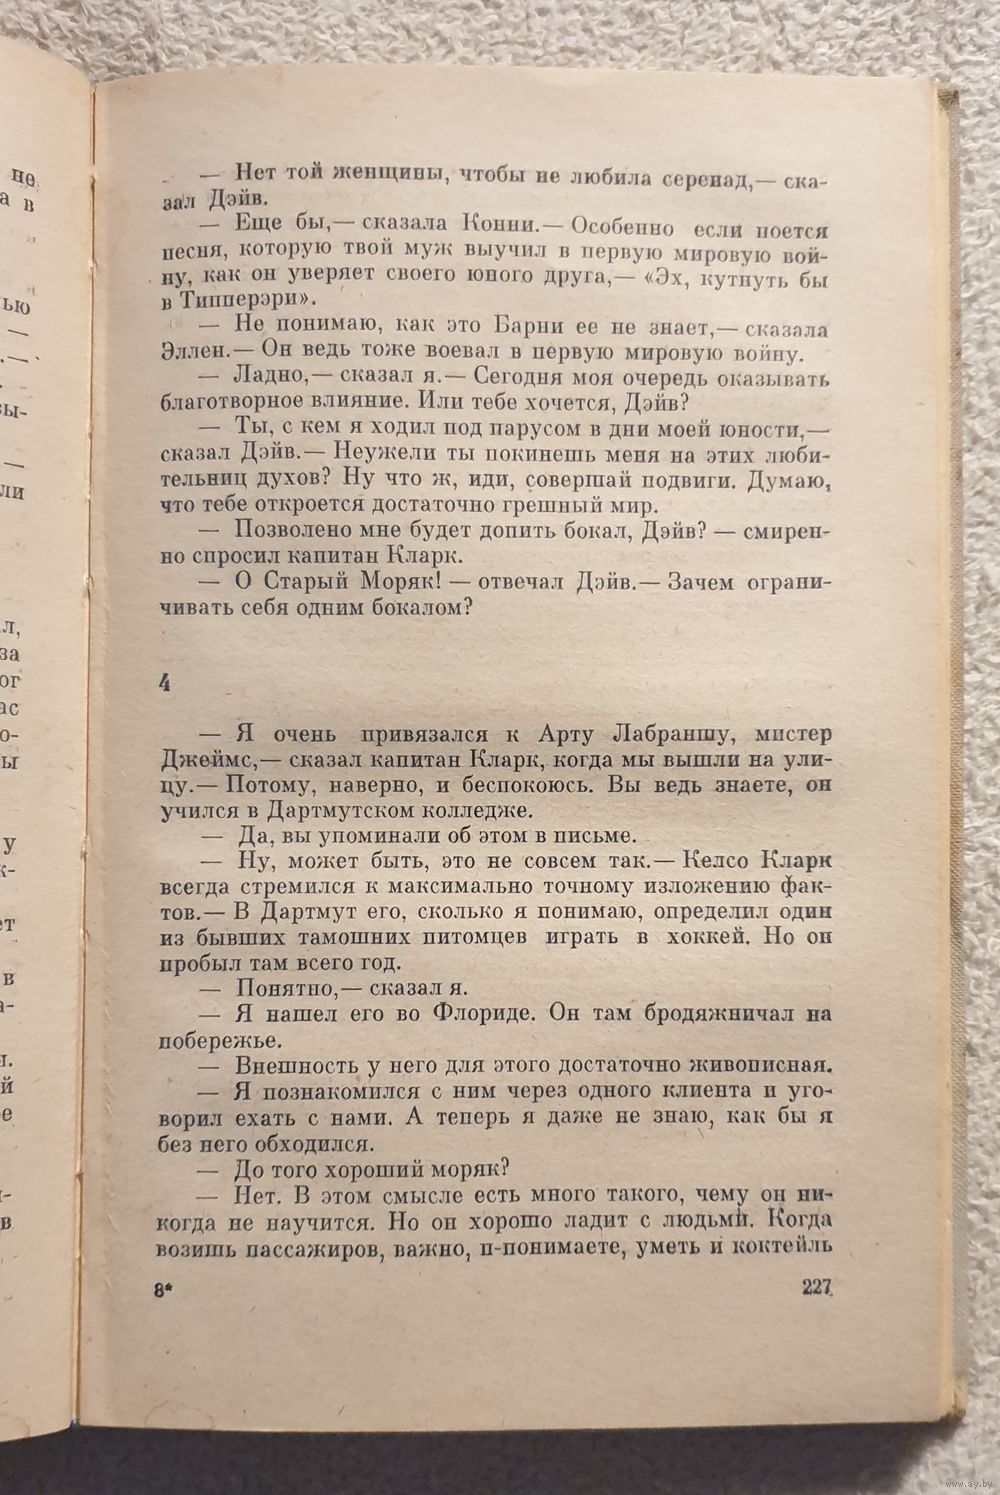 не
а в
ью
—
.—
зы-
—
ли
л,
за
ог
ас
о-
ы
у
к-
ет
в
а-
й
е
в
— Нет той женщины, чтобы не любила серенад,— ска-
зал Дэйв.
— Еще бы,— сказала Конни.— Особенно если поется
песня, которую твой муж выучил в первую мировую вой-
ну, как он уверяет своего юного друга,— «Эх, кутнуть бы
в Типперэри».
— Не понимаю, как это Барни ее не знает,— сказала
Эллен.— Он ведь тоже воевал в первую мировую войну.
— Ладно,— сказал я.— Сегодня моя очередь оказывать
благотворное влияние. Или тебе хочется, Дэйв?
— Ты, с кем я ходил под парусом в дни моей юности,—
сказал Дэйв.— Неужели ты покинешь меня на этих люби-
тельниц духов? Ну что ж, иди, совершай подвиги. Думаю,
что тебе откроется достаточно грешный мир.
— Позволено мне будет допить бокал, Дэйв? — смирен-
но спросил капитан Кларк.
— О Старый Моряк! — отвечал Дэйв.— Зачем ограни-
чивать себя одним бокалом?
4
— Я очень привязался к Арту Лабраншу, мистер
Джеймс,— сказал капитан Кларк, когда мы вышли на ули-
цу.— Потому, наверно, и беспокоюсь. Вы ведь знаете, он
учился в Дартмутском колледже.
— Да, вы упоминали об этом в письме.
— Ну, может быть, это не совсем так.— Келсо Кларк
всегда стремился к максимально точному изложению фак-
тов.— В Дартмут его, сколько я понимаю, определил один
из бывших тамошних питомцев играть в хоккей. Но он
пробыл там всего год.
— Понятно,— сказал я.
— Я нашел его во Флориде. Он там бродяжничал на
побережье.
— Внешность у него для этого достаточно живописная.
— Я познакомился с ним через одного клиента и уго-
ворил ехать с нами. А теперь я даже не знаю, как бы я
без него обходился.
— До того хороший моряк?
— Нет. В этом смысле есть много такого, чему он ни-
когда не научится. Но он хорошо ладит с людьми. Когда
возишь пассажиров, важно, п-понимаете, уметь и коктейль
8*
227
www.ay.by